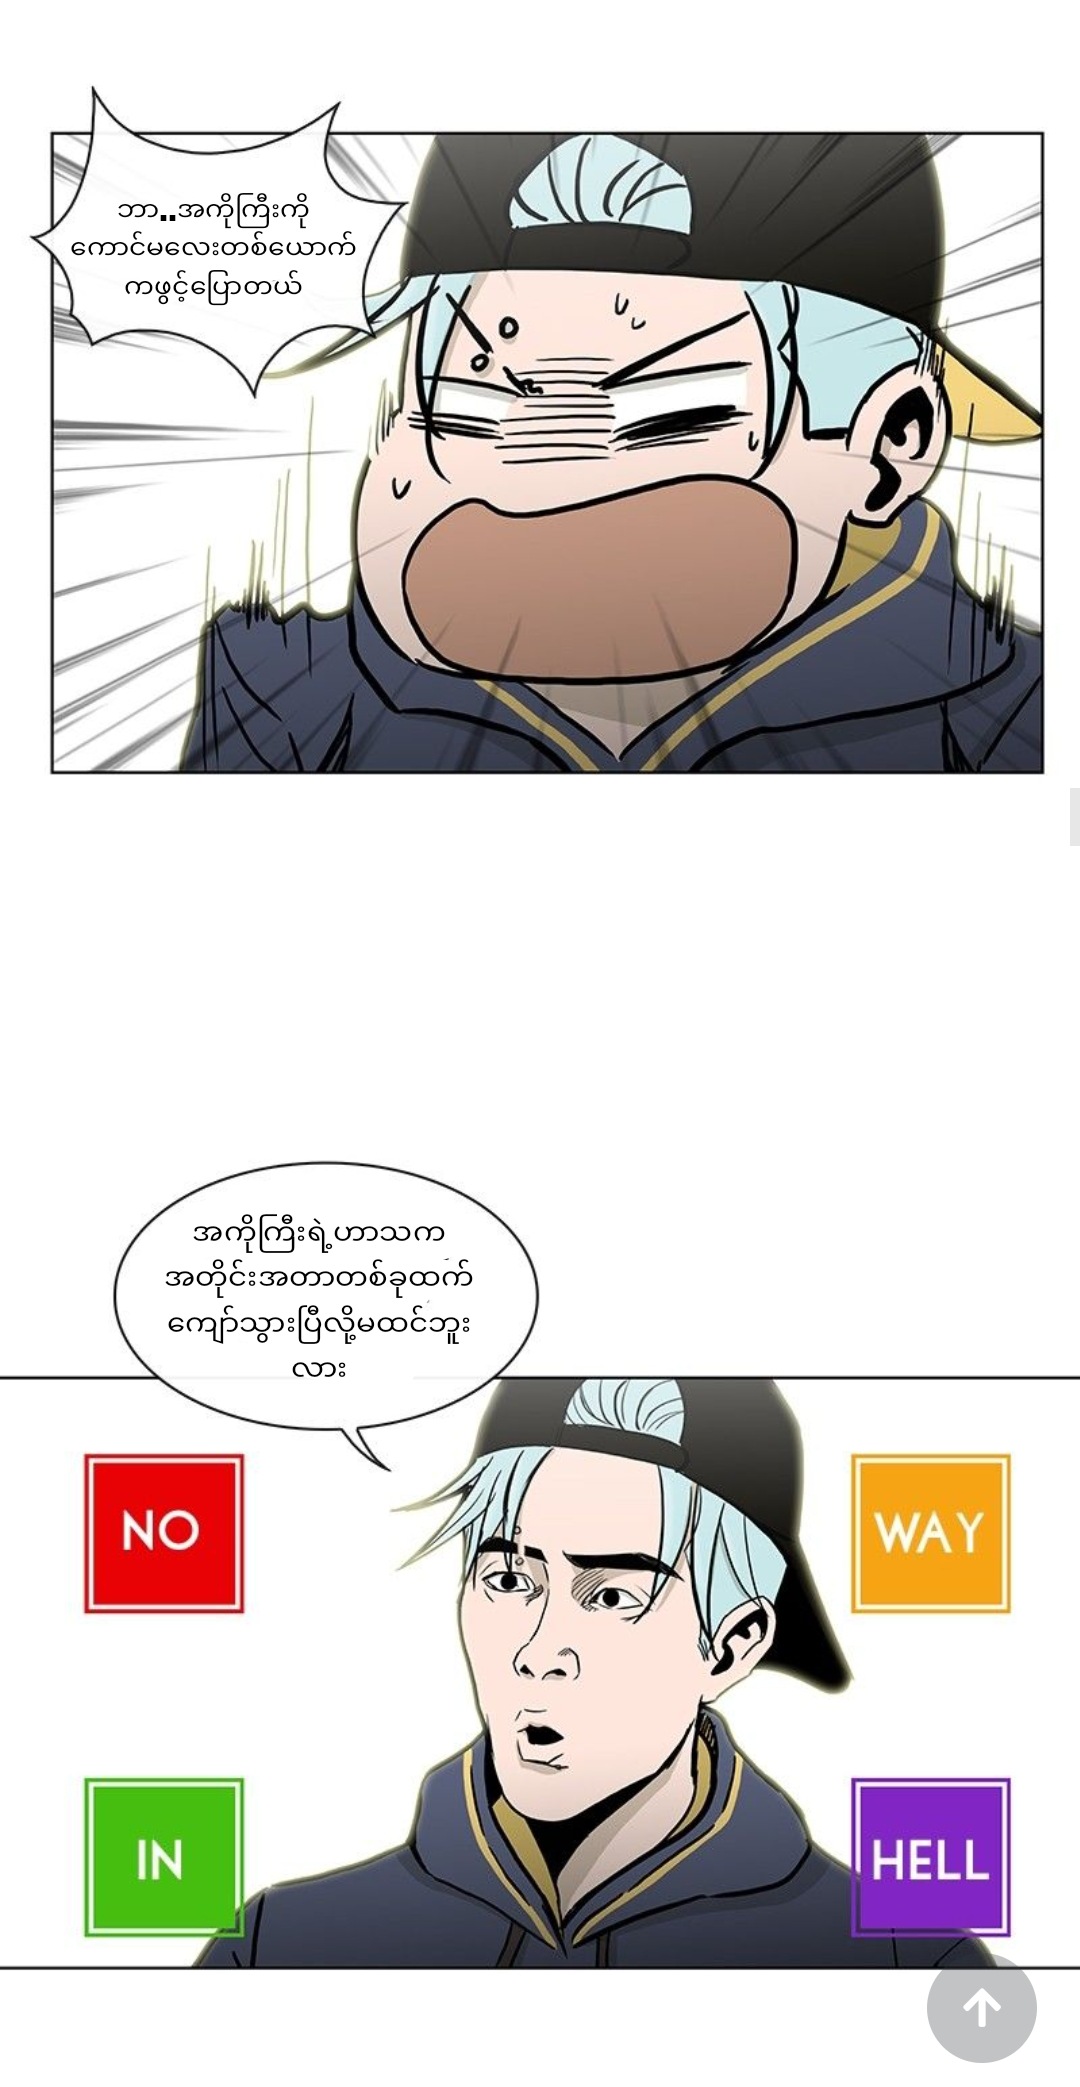 ဘာ..အကိုကြီးကို
ကောင်မလေးတစ်ယောက်
ကဖွင့်ပြောတယ်
အကိုကြီးရဲ့ဟာသက
အတိုင်းအတာတစ်ခုထက်
ကျော်သွားပြီလို့မထင်ဘူး
လား
NO
WAY
IN
HELL